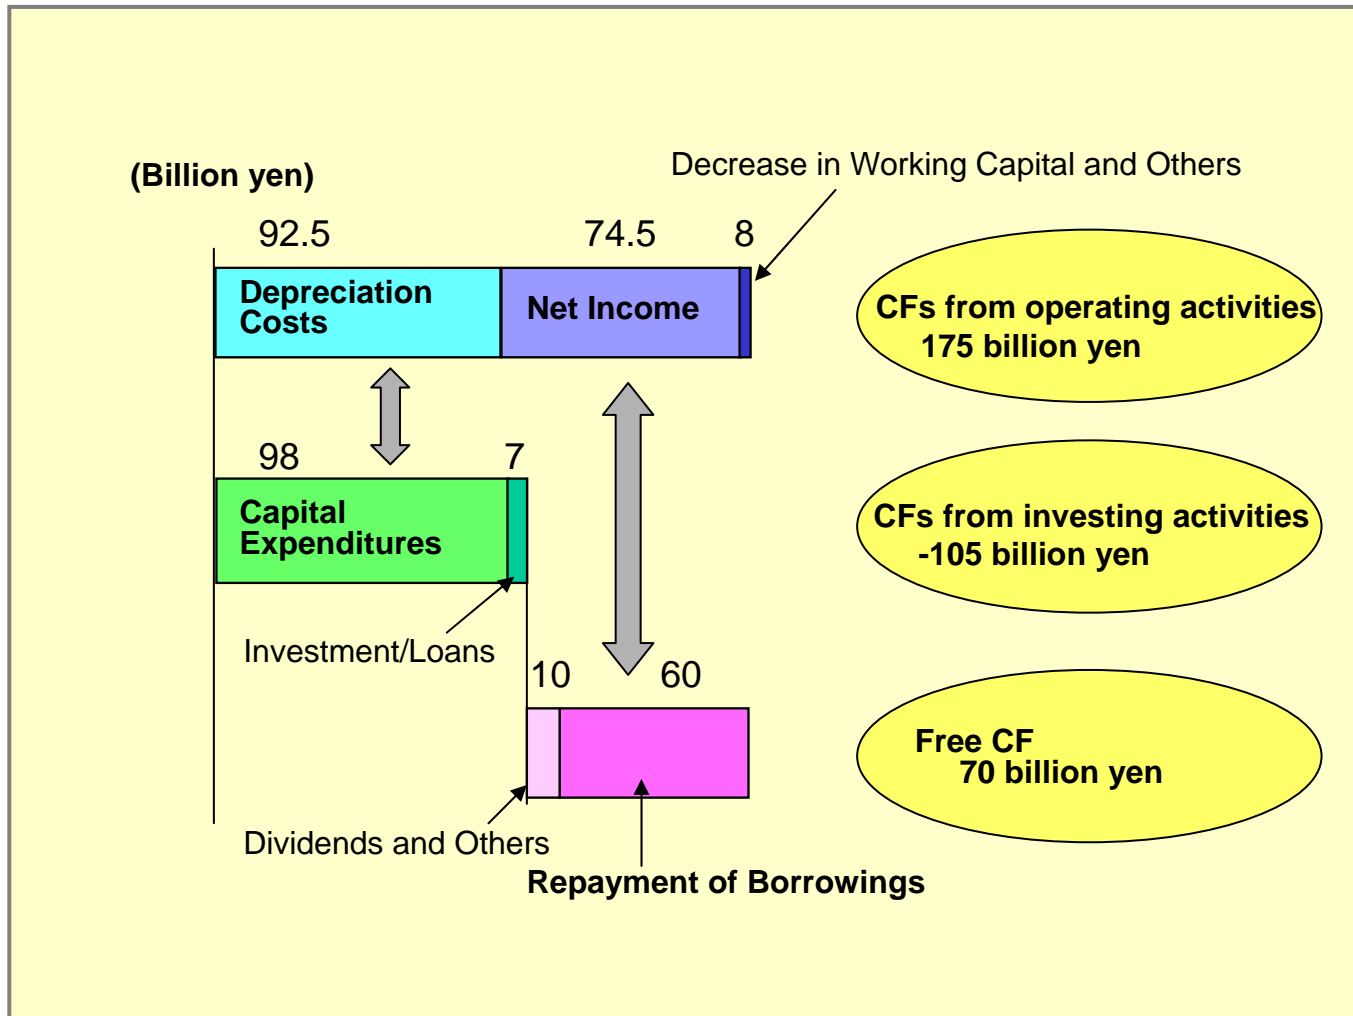 (Billion yen)
Decrease in Working Capital and Others
92.5 74.5 8
Depreciation
Costs
Net Income
CFs from operating activities
175 billion yen
98 7
Capital
Expenditures
CFs from investing activities
-105 billion yen
Investment/Loans
10 60
Free CF
70 billion yen
Dividends and Others
Repayment of Borrowings